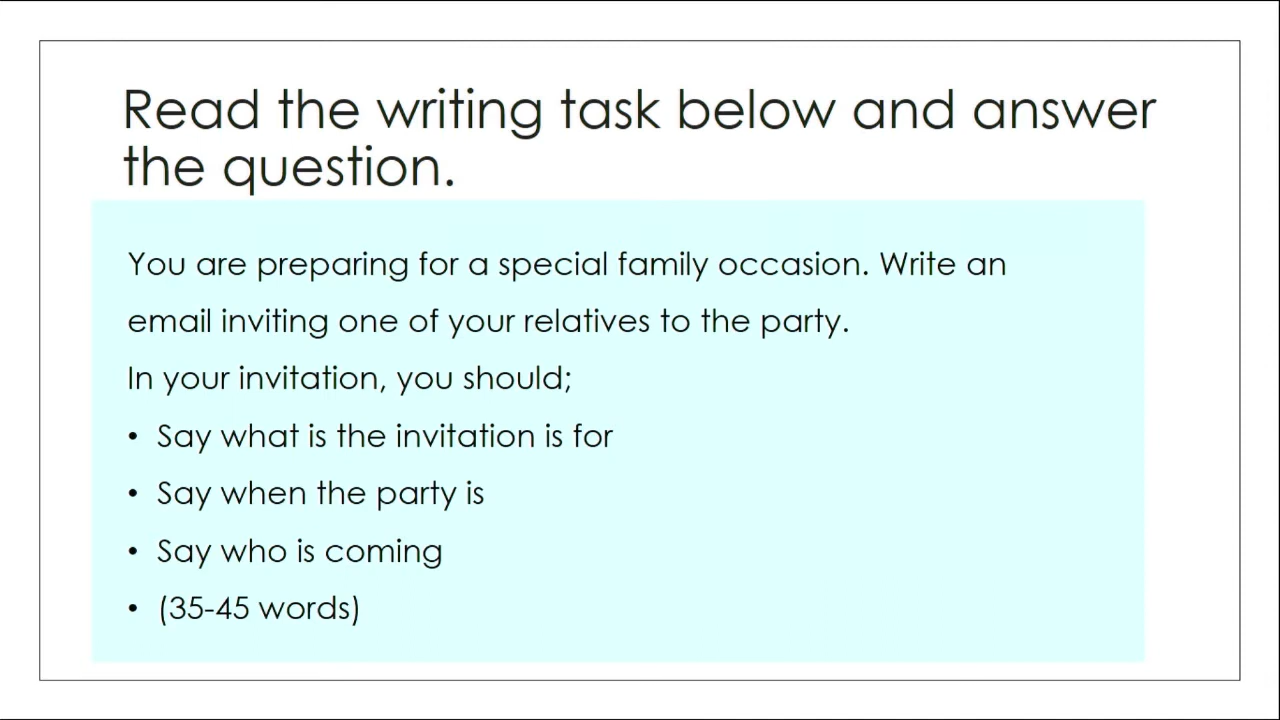 Read the writing task below and answer
the question.
You are preparing for a special family occasion. Write an
email inviting one of your relatives to the party.
In your invitation, you should;
• Say what is the invitation is for
• Say when the party is
• Say who is coming
• (35-45 words)